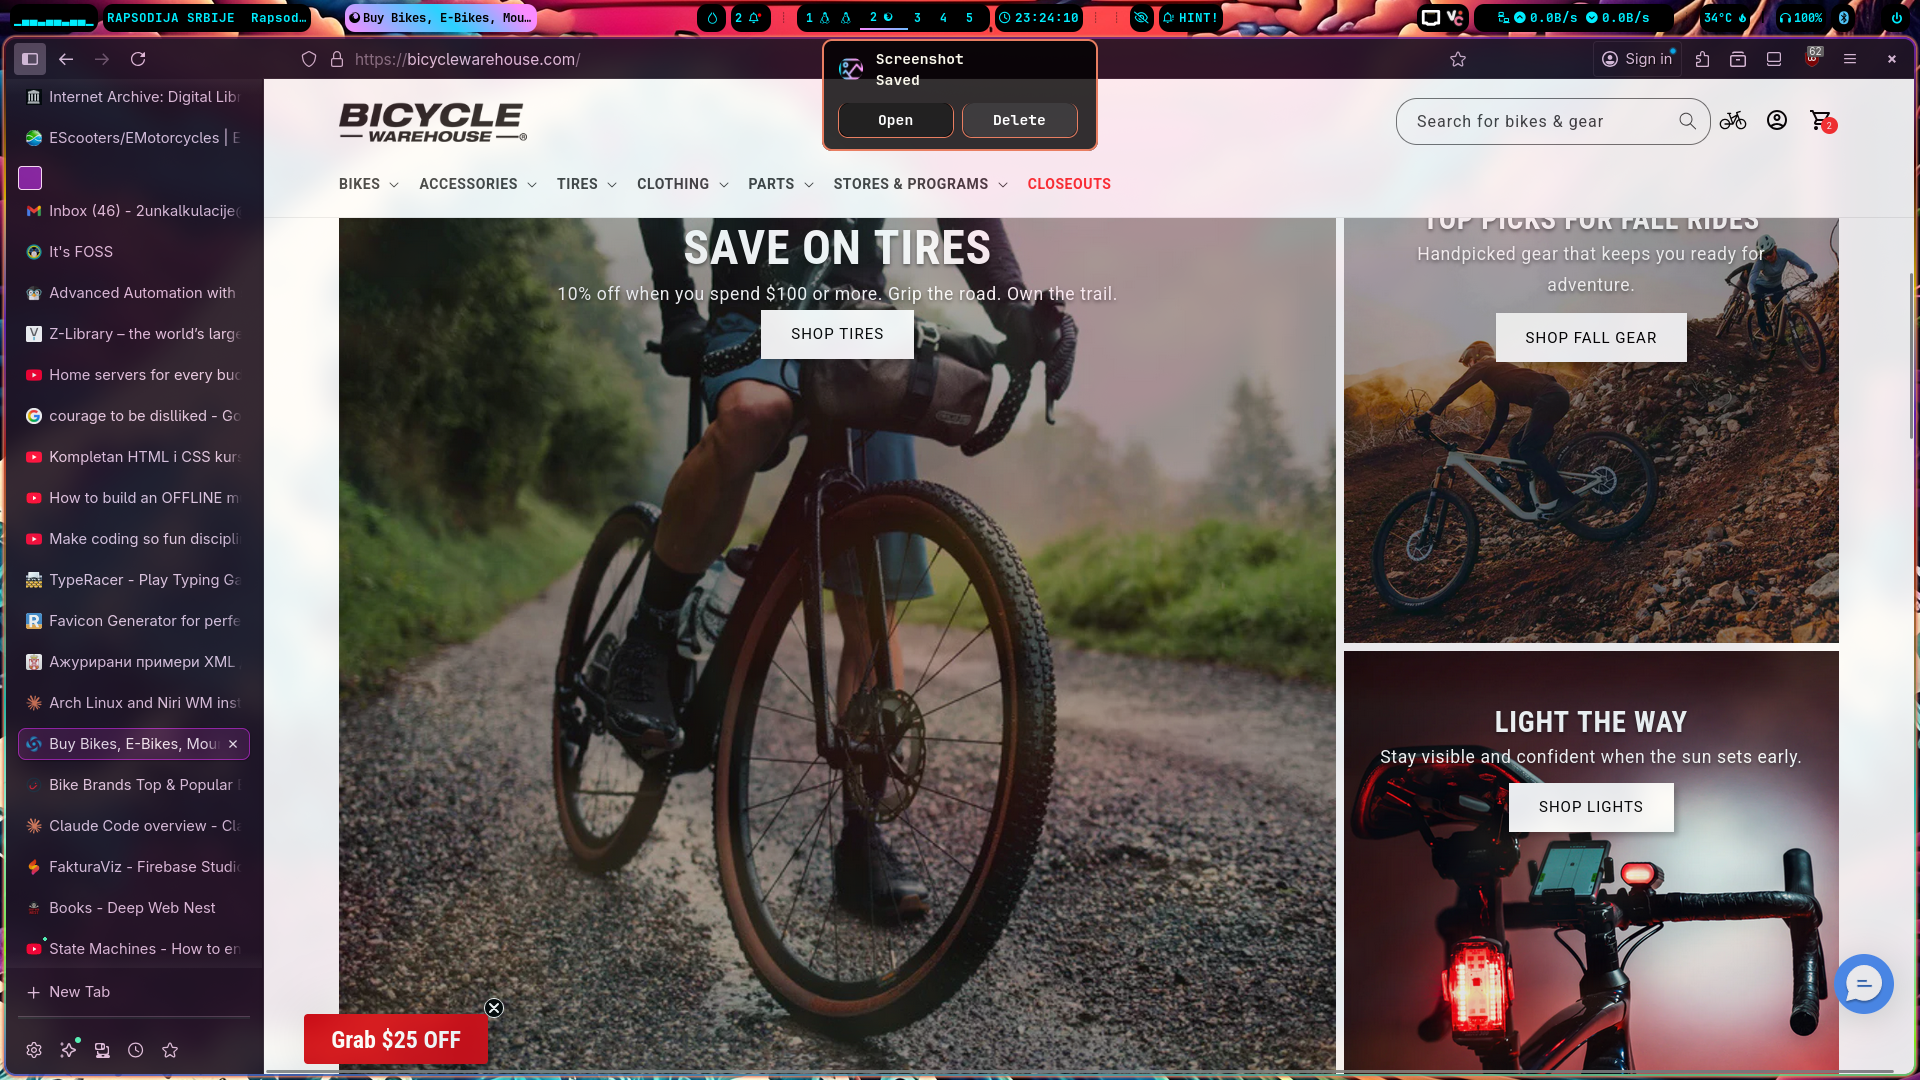 RAPSODIJA SRBIJE Rapsod…
Buy Bikes, E-Bikes, Mou…
2
1
2
3
4
5
23:24:10
HINT!
0.0B/s
0.0B/s
34°C
100%
https://bicyclewarehouse.com/
Sign in
62
Screenshot
Saved
Open
Delete
Internet Archive: Digital Libr
EScooters/EMotorcycles | E
Inbox (46) - 2unkalkulacije@
It's FOSS
Advanced Automation with
Z-Library – the world's large
Home servers for every bud
courage to be disliked - Go
Kompletan HTML i CSS kurs
How to build an OFFLINE m
Make coding so fun discipli
TypeRacer - Play Typing Ga
Favicon Generator for perfe
Ажурирани примери XML
Arch Linux and Niri WM inst
Buy Bikes, E-Bikes, Mou
Bike Brands Top & Popular
Claude Code overview - Cla
FakturaViz - Firebase Studio
Books - Deep Web Nest
State Machines - How to en
New Tab
BICYCLE
WAREHOUSE®
Search for bikes & gear
2
BIKES
ACCESSORIES
TIRES
CLOTHING
PARTS
STORES & PROGRAMS
CLOSEOUTS
SAVE ON TIRES
10% off when you spend $100 or more. Grip the road. Own the trail.
SHOP TIRES
TOP PICKS FOR FALL RIDES
Handpicked gear that keeps you ready for
adventure.
SHOP FALL GEAR
LIGHT THE WAY
Stay visible and confident when the sun sets early.
SHOP LIGHTS
Grab $25 OFF